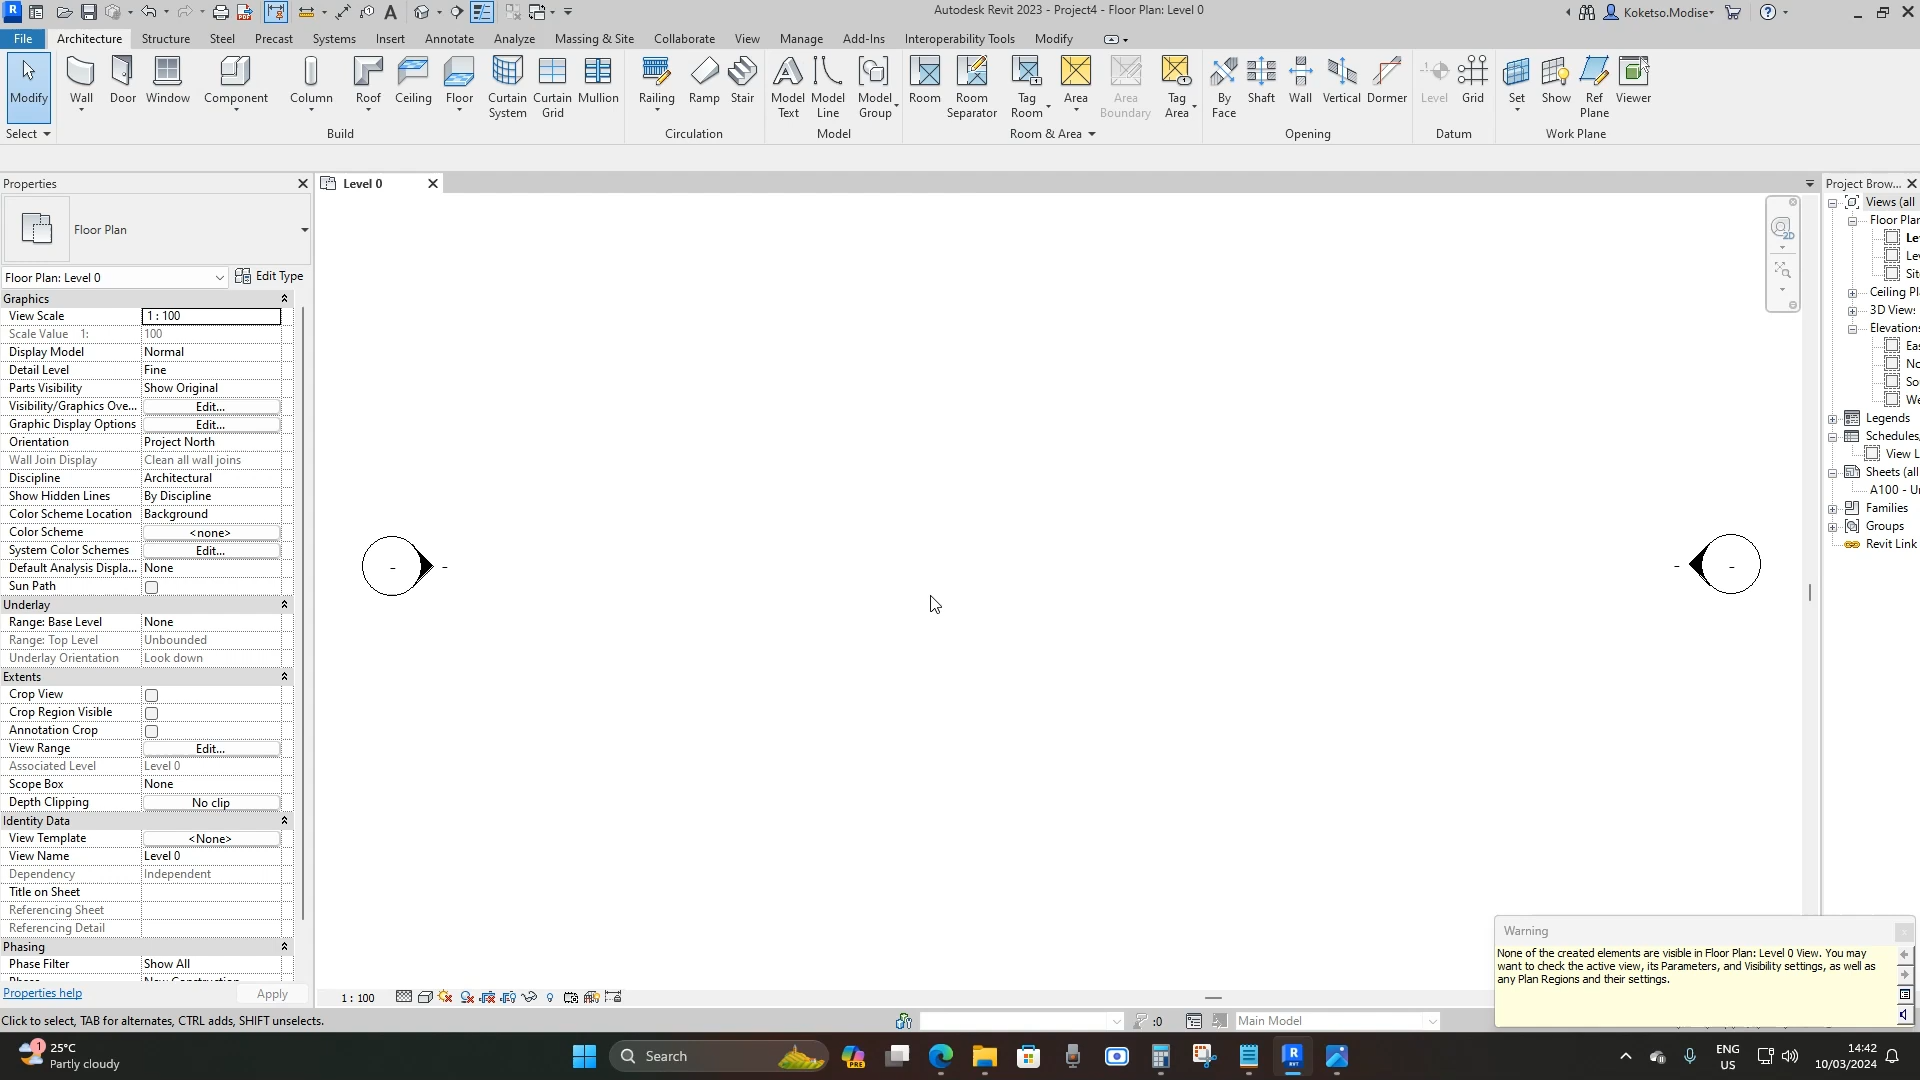 Autodesk Revit 2023 - Project4 - Floor Plan: Level 0
Koketso.Modise
File Architecture Structure Steel Precast Systems Insert Annotate Analyze Massing & Site Collaborate View Manage Add-Ins Interoperability Tools Modify
Modify Wall Door Window Component Column Roof Ceiling Floor Curtain System Curtain Grid Mullion Railing Ramp Stair Model Text Model Line Model Group Room Room Separator Tag Room Area Area Boundary Tag Area By Face Shaft Wall Vertical Dormer Level Grid Set Show Ref Plane Viewer
Select Build Circulation Model Room & Area Opening Datum Work Plane
Properties
Floor Plan
Floor Plan: Level 0 Edit Type
Graphics
View Scale 1 : 100
Scale Value 1: 100
Display Model Normal
Detail Level Fine
Parts Visibility Show Original
Visibility/Graphics Ove... Edit...
Graphic Display Options Edit...
Orientation Project North
Wall Join Display Clean all wall joins
Discipline Architectural
Show Hidden Lines By Discipline
Color Scheme Location Background
Color Scheme <none>
System Color Schemes Edit...
Default Analysis Displa... None
Sun Path
Underlay
Range: Base Level None
Range: Top Level Unbounded
Underlay Orientation Look down
Extents
Crop View
Crop Region Visible
Annotation Crop
View Range Edit...
Associated Level Level 0
Scope Box None
Depth Clipping No clip
Identity Data
View Template <None>
View Name Level 0
Dependency Independent
Title on Sheet
Referencing Sheet
Referencing Detail
Phasing
Phase Filter Show All
Properties help Apply
Level 0
2D
Project Brow...
Views (all
Floor Plan
Le
Lev
Sit
Ceiling Pl
3D Views
Elevations
Eas
No
So
We
Legends
Schedules,
View L
Sheets (all
A100 - Un
Families
Groups
Revit Link
1 : 100
Warning
None of the created elements are visible in Floor Plan: Level 0 View. You may
want to check the active view, its Parameters, and Visibility settings, as well as
any Plan Regions and their settings.
Click to select, TAB for alternates, CTRL adds, SHIFT unselects.
:0
Main Model
1
25°C
Partly cloudy
Search
PRE
R
RVT
ENG
US
14:42
10/03/2024